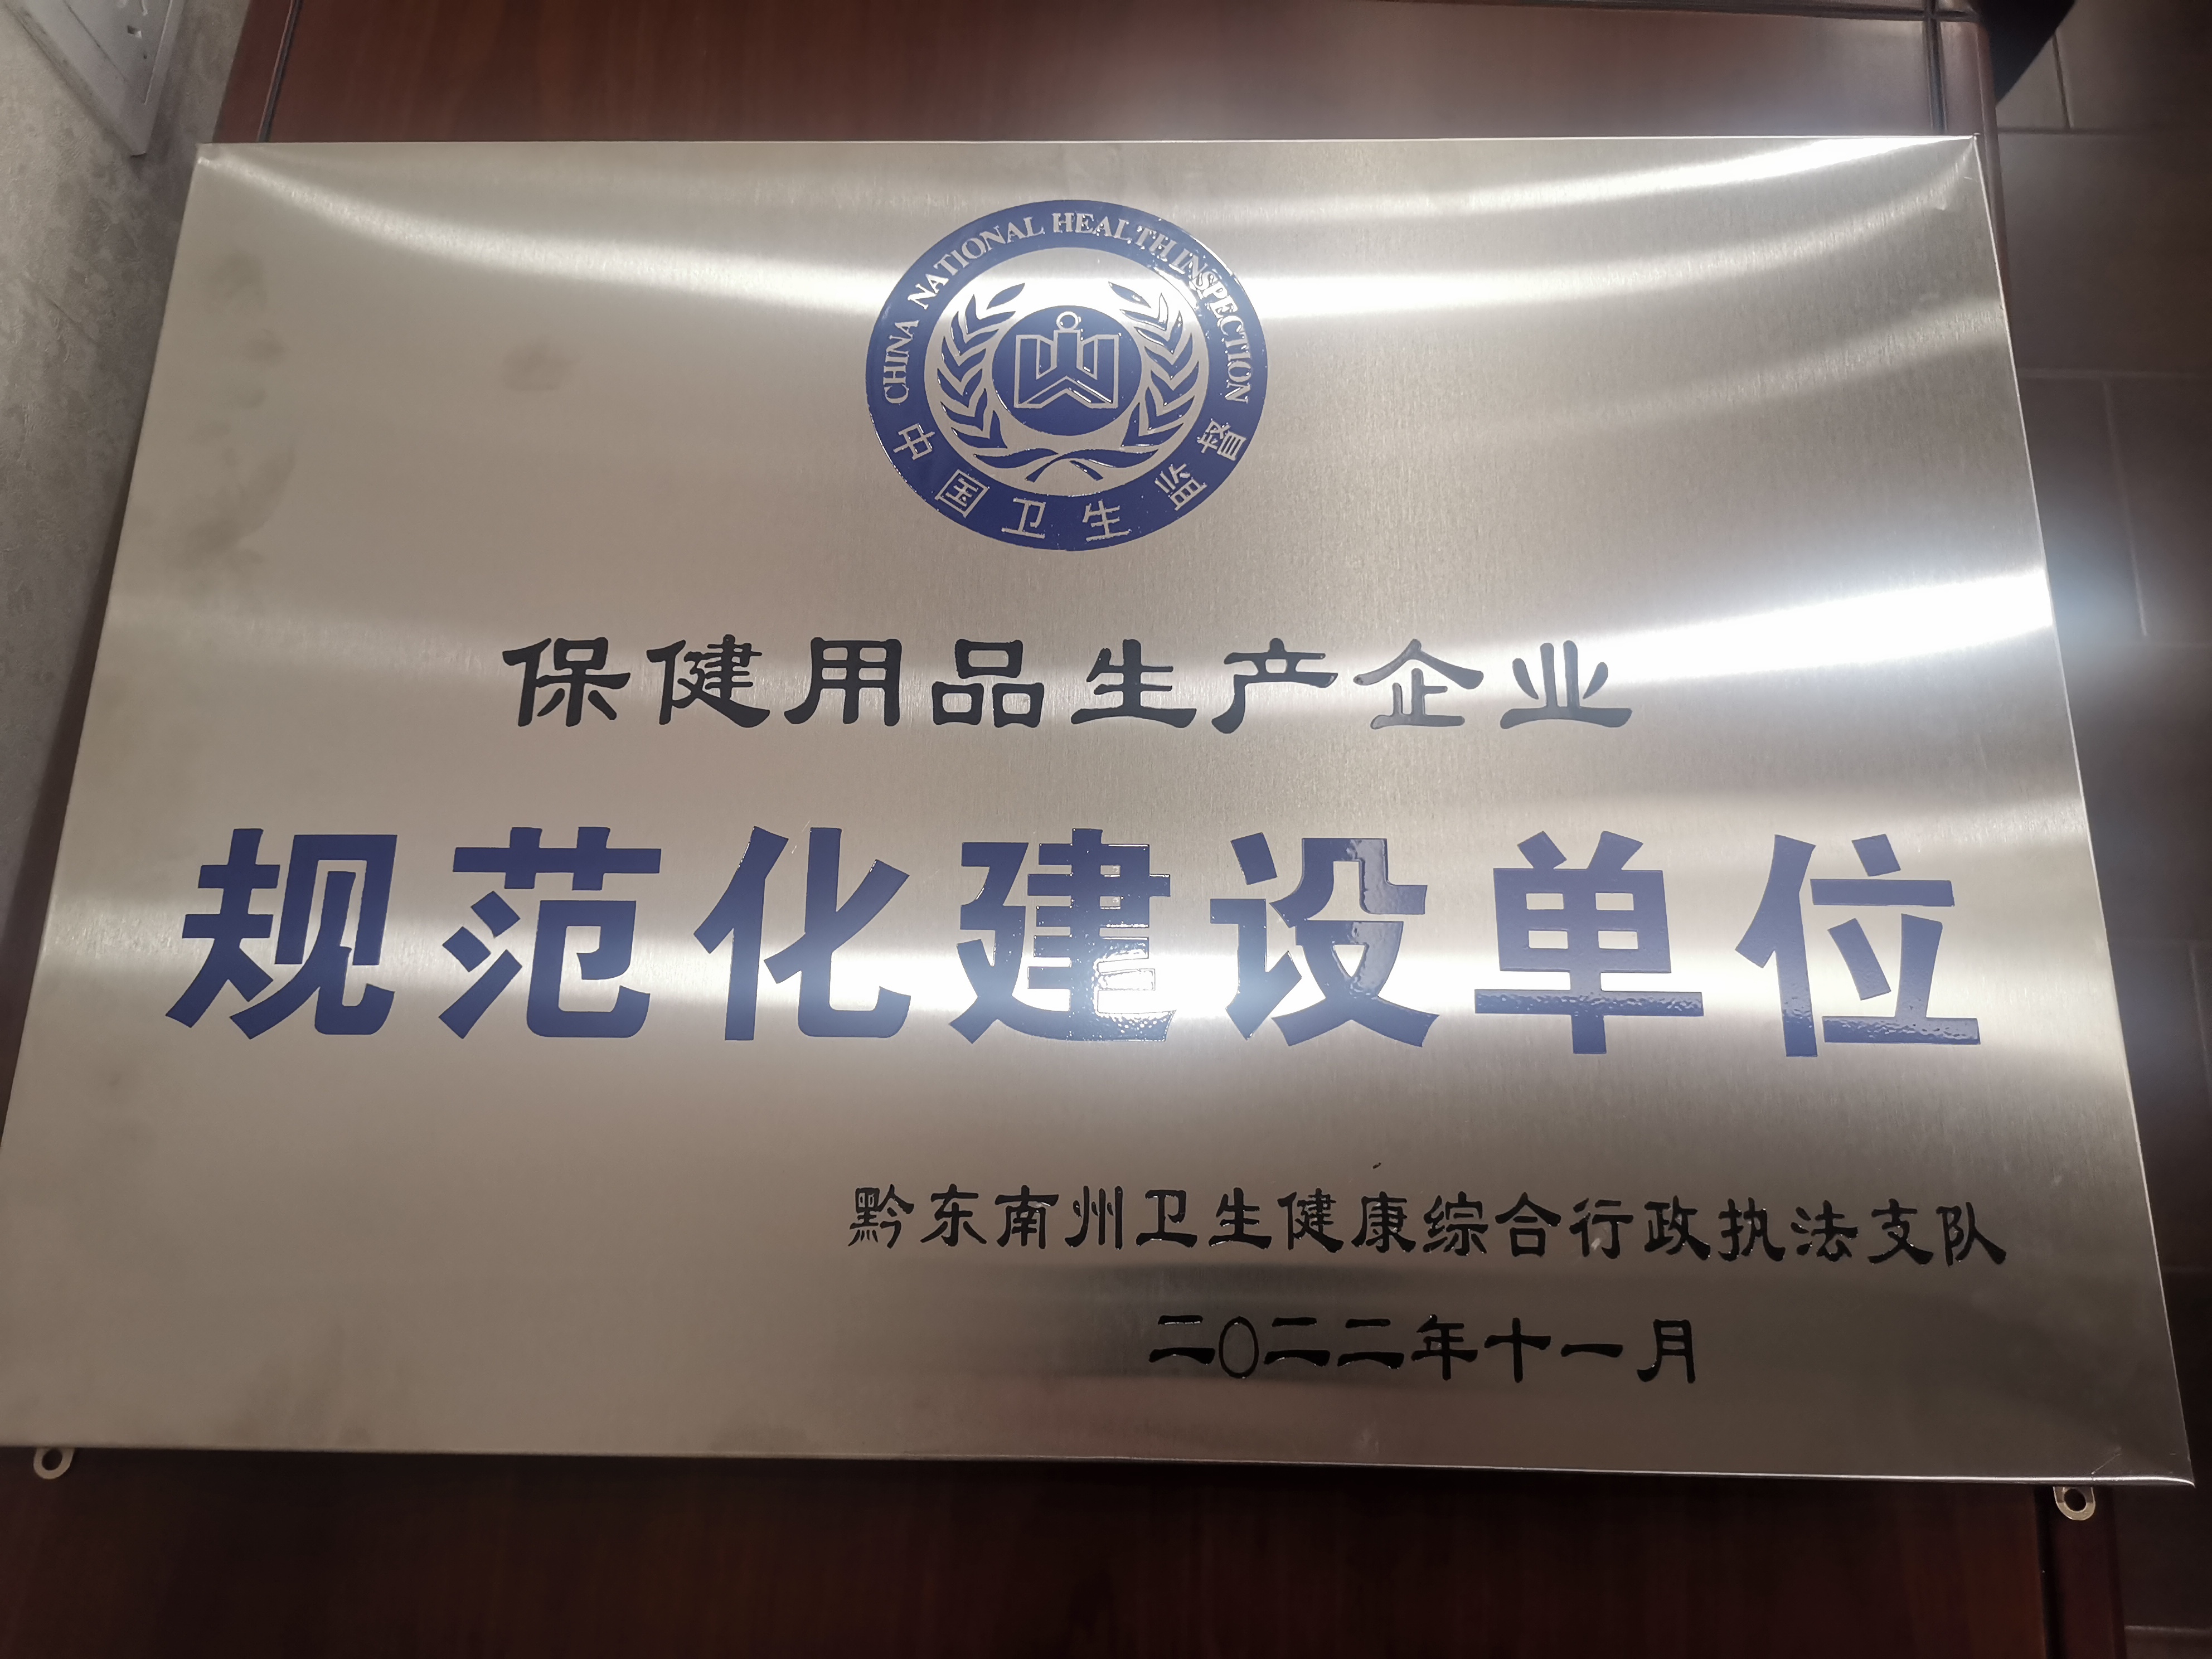 CHINA NATIONAL HEALTH INSPECTION
中国卫生监督
保健用品生产企业
规范化建设单位
黔东南州卫生健康综合行政执法支队
二〇二二年十一月